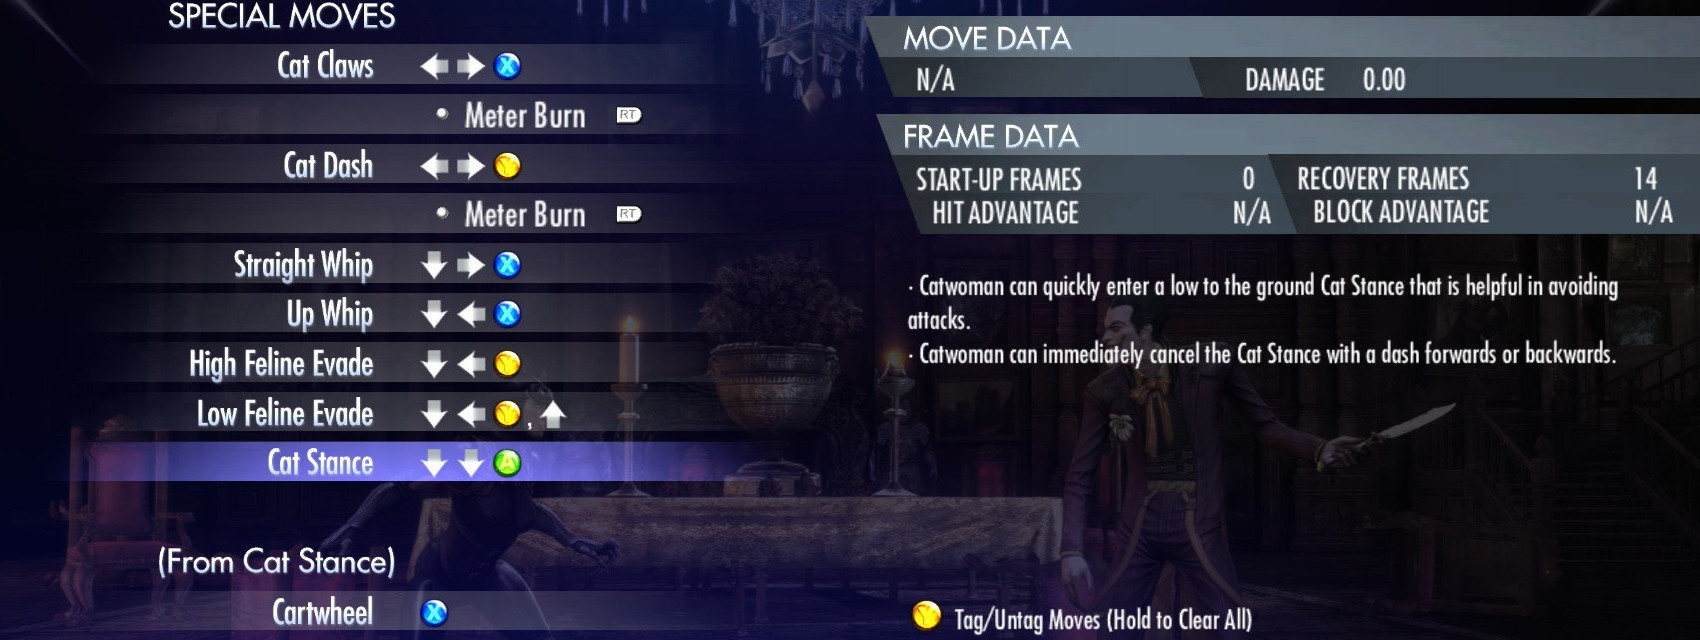 SPECIAL MOVES
Cat Claws X
• Meter Burn RT
Cat Dash Y
• Meter Burn RT
Straight Whip X
Up Whip X
High Feline Evade Y
Low Feline Evade Y ,
Cat Stance A
(From Cat Stance)
Cartwheel X
MOVE DATA
N/A DAMAGE 0.00
FRAME DATA
START-UP FRAMES 0 RECOVERY FRAMES 14
HIT ADVANTAGE N/A BLOCK ADVANTAGE N/A
· Catwoman can quickly enter a low to the ground Cat Stance that is helpful in avoiding
attacks.
· Catwoman can immediately cancel the Cat Stance with a dash forwards or backwards.
Y Tag/Untag Moves (Hold to Clear All)